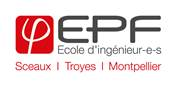 φ EPF
Ecole d'ingénieur-e-s
Sceaux I Troyes I Montpellier